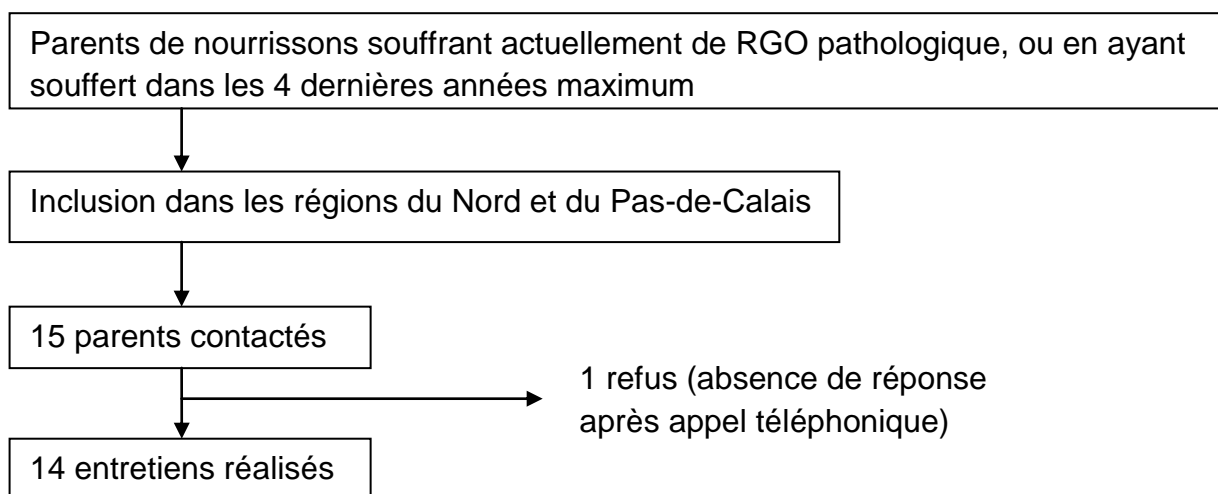 Parents de nourrissons souffrant actuellement de RGO pathologique, ou en ayant
souffert dans les 4 dernières années maximum
Inclusion dans les régions du Nord et du Pas-de-Calais
15 parents contactés
1 refus (absence de réponse
après appel téléphonique)
14 entretiens réalisés